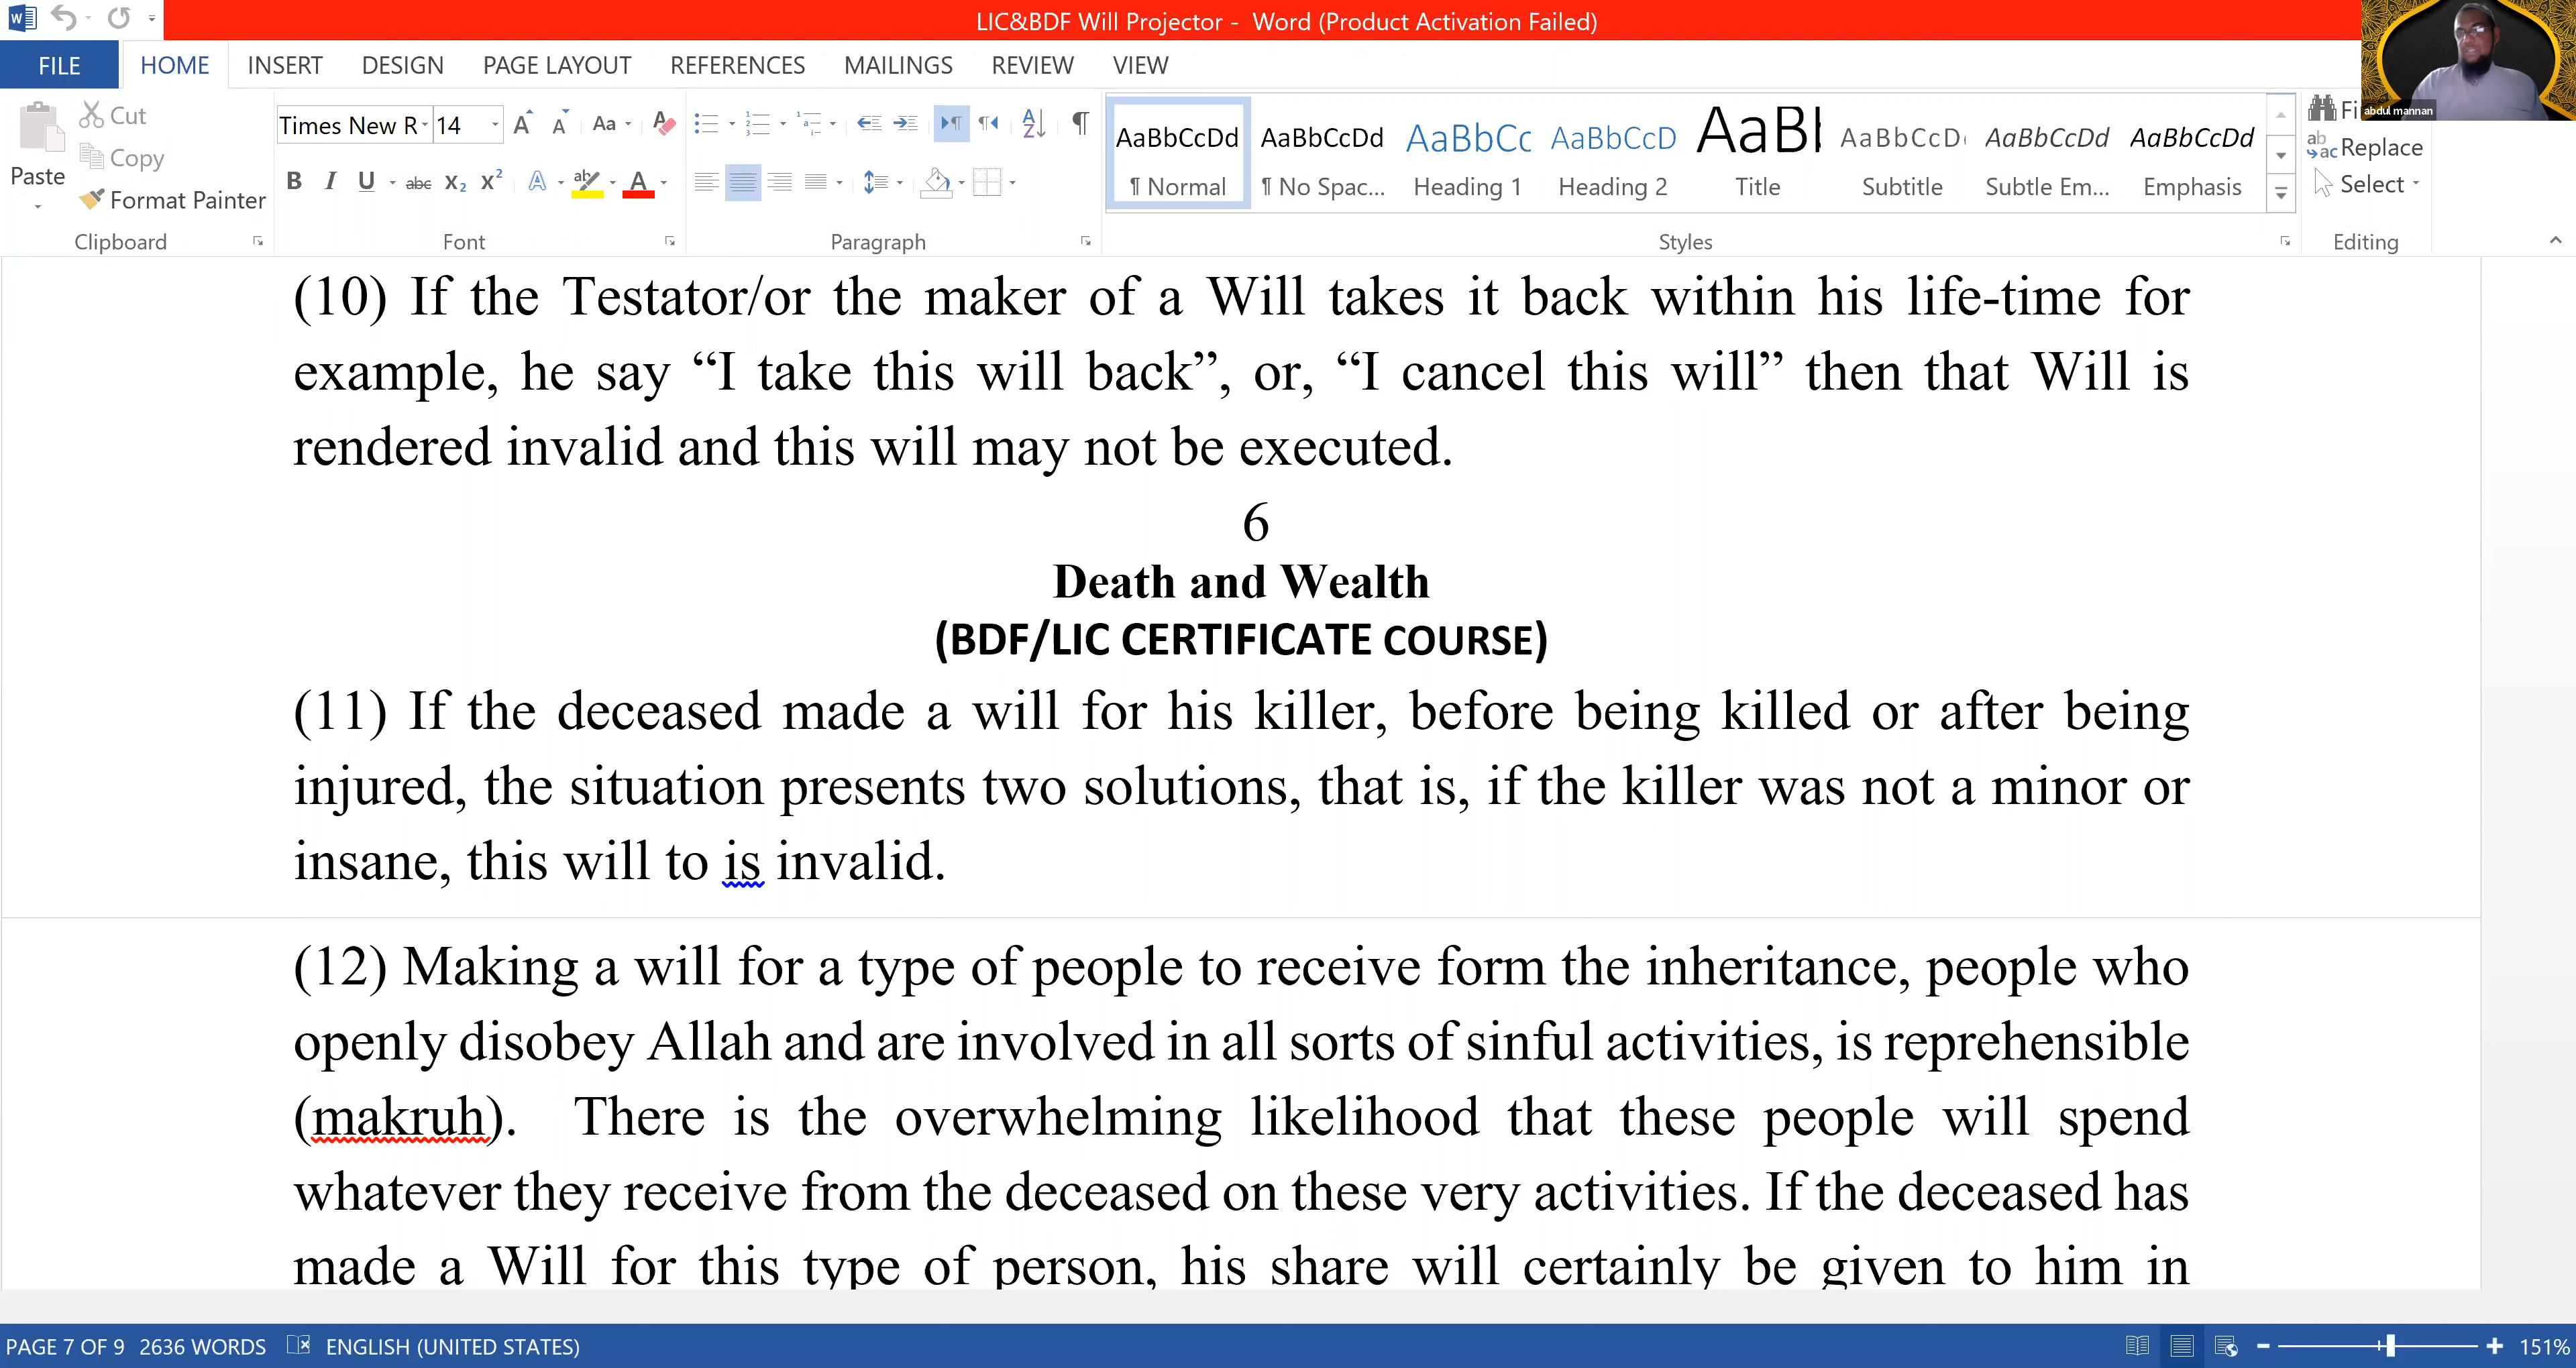 LIC&BDF Will Projector - Word (Product Activation Failed)
FILE HOME INSERT DESIGN PAGE LAYOUT REFERENCES MAILINGS REVIEW VIEW
abdul mannan
Paste
Cut
Copy
Format Painter
Clipboard
Times New R 14
Font
Paragraph
AaBbCcDd AaBbCcDd AaBbCc AaBbCcD AaBl AaBbCcD AaBbCcDd AaBbCcDd
¶ Normal ¶ No Spac... Heading 1 Heading 2 Title Subtitle Subtle Em... Emphasis
Styles
Fi
Replace
Select
Editing
(10) If the Testator/or the maker of a Will takes it back within his life-time for
example, he say “I take this will back”, or, “I cancel this will” then that Will is
rendered invalid and this will may not be executed.
6
Death and Wealth
(BDF/LIC CERTIFICATE COURSE)
(11) If the deceased made a will for his killer, before being killed or after being
injured, the situation presents two solutions, that is, if the killer was not a minor or
insane, this will to is invalid.
(12) Making a will for a type of people to receive form the inheritance, people who
openly disobey Allah and are involved in all sorts of sinful activities, is reprehensible
(makruh). There is the overwhelming likelihood that these people will spend
whatever they receive from the deceased on these very activities. If the deceased has
made a Will for this type of person, his share will certainly be given to him in
PAGE 7 OF 9 2636 WORDS ENGLISH (UNITED STATES) 151%